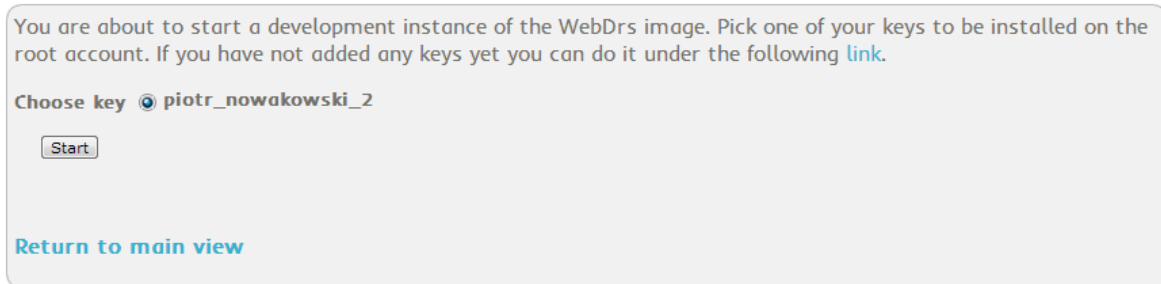 You are about to start a development instance of the WebDrs image. Pick one of your keys to be installed on the
root account. If you have not added any keys yet you can do it under the following link.
Choose key piotr_nowakowski_2
Start
Return to main view